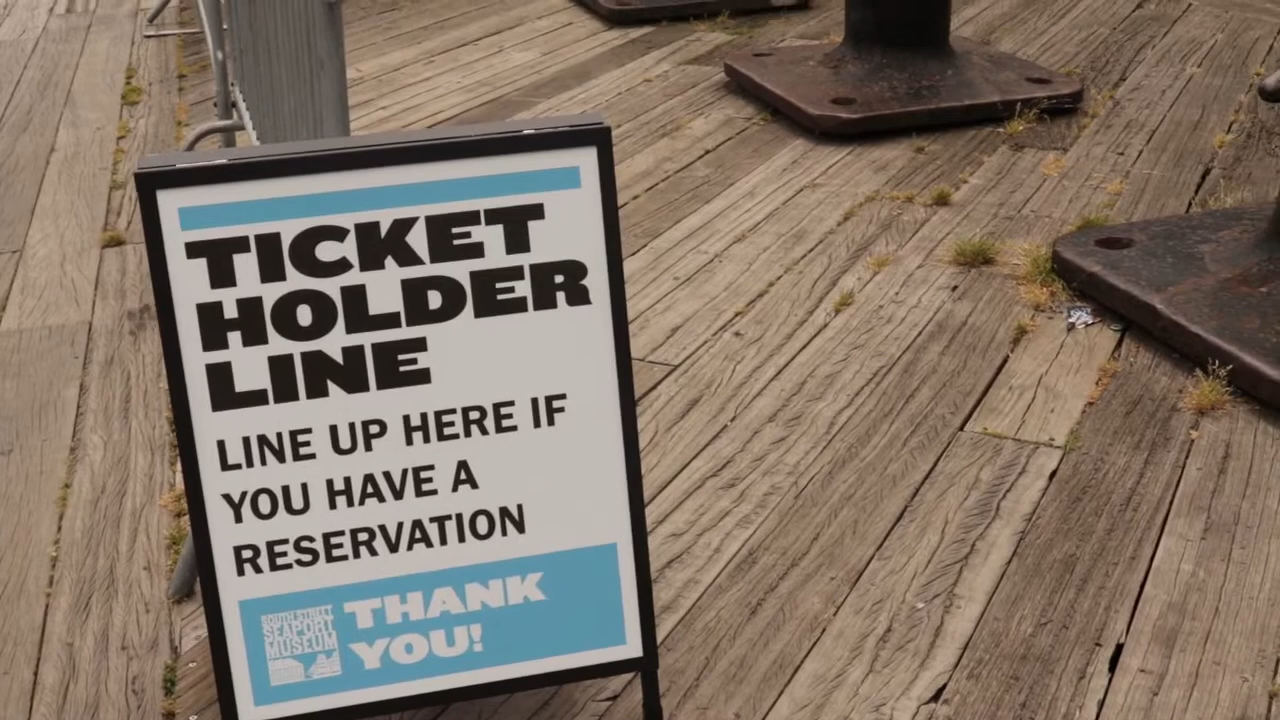 TICKET
HOLDER
LINE
LINE UP HERE IF
YOU HAVE A
RESERVATION
SOUTH STREET
SEAPORT
MUSEUM
THANK
YOU!